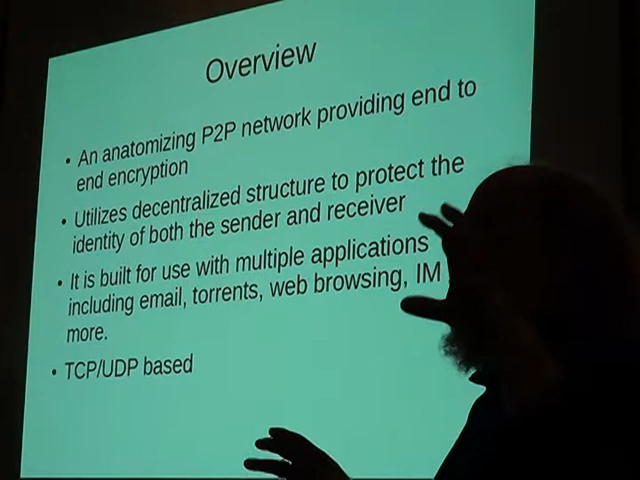 Overview
• An anatomizing P2P network providing end to
end encryption
• Utilizes decentralized structure to protect the
identity of both the sender and receiver
• It is built for use with multiple applications
including email, torrents, web browsing, IM
more.
• TCP/UDP based